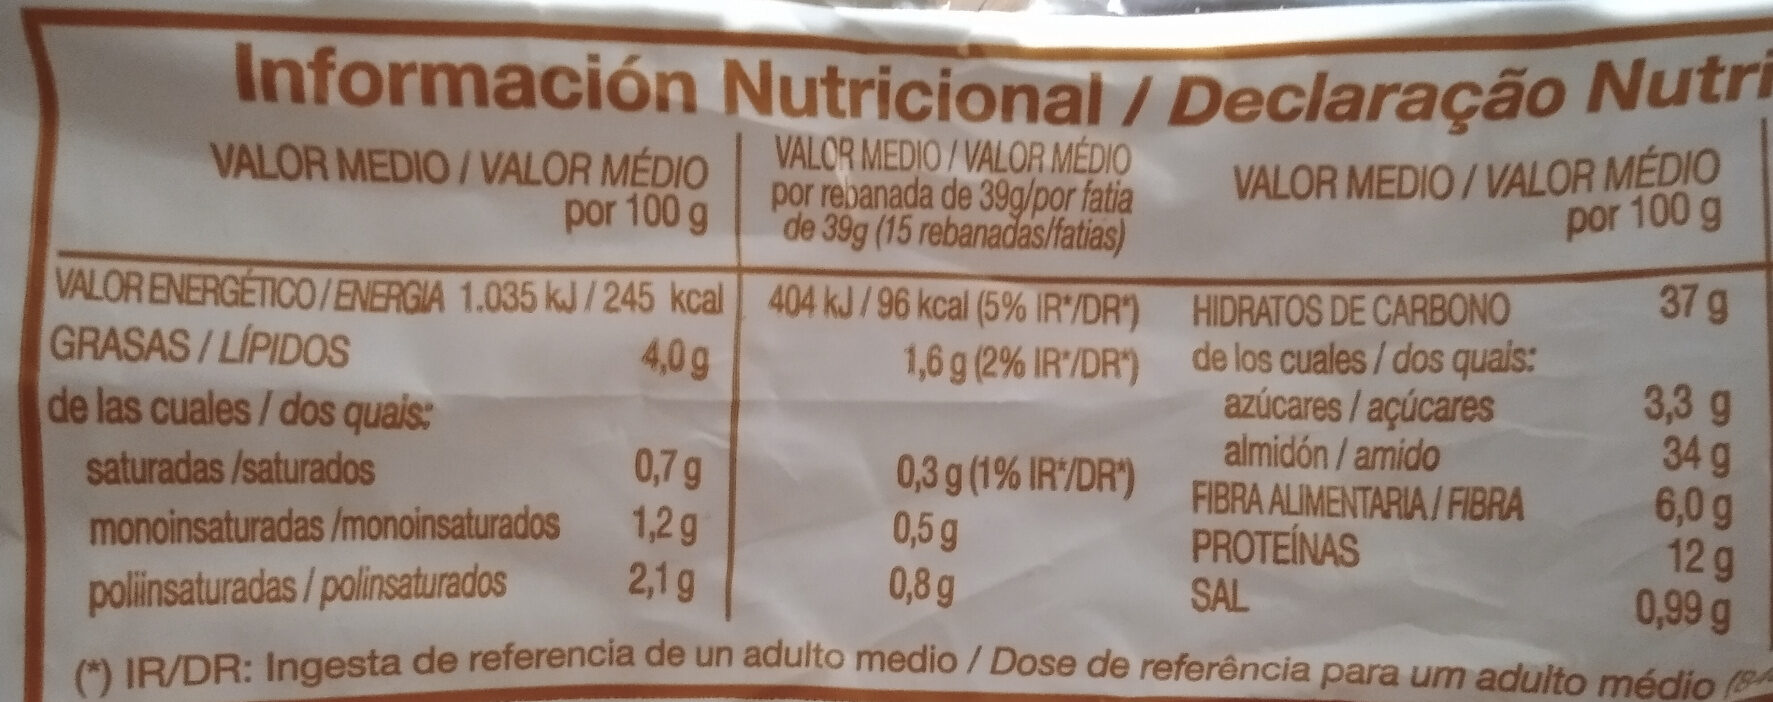 Información Nutricional / Declaração Nutri
VALOR MEDIO / VALOR MÉDIO
por 100 g
VALOR MEDIO / VALOR MÉDIO
por rebanada de 39g/por fatia
de 39g (15 rebanadas/fatias)
VALOR MEDIO / VALOR MÉDIO
por 100 g
VALOR ENERGÉTICO / ENERGIA 1.035 kJ / 245 kcal 404 kJ / 96 kcal (5% IR*/DR*)
GRASAS / LÍPIDOS 4,0 g 1,6 g (2% IR*/DR*)
de las cuales / dos quais:
saturadas /saturados 0,7 g 0,3 g (1% IR*/DR*)
monoinsaturadas /monoinsaturados 1,2 g 0,5 g
poliinsaturadas / polinsaturados 2,1 g 0,8 g
HIDRATOS DE CARBONO 37 g
de los cuales / dos quais:
azúcares / açúcares 3,3 g
almidón / amido 34 g
FIBRA ALIMENTARIA / FIBRA 6,0 g
PROTEÍNAS 12 g
SAL 0,99 g
(*) IR/DR: Ingesta de referencia de un adulto medio / Dose de referência para um adulto médio